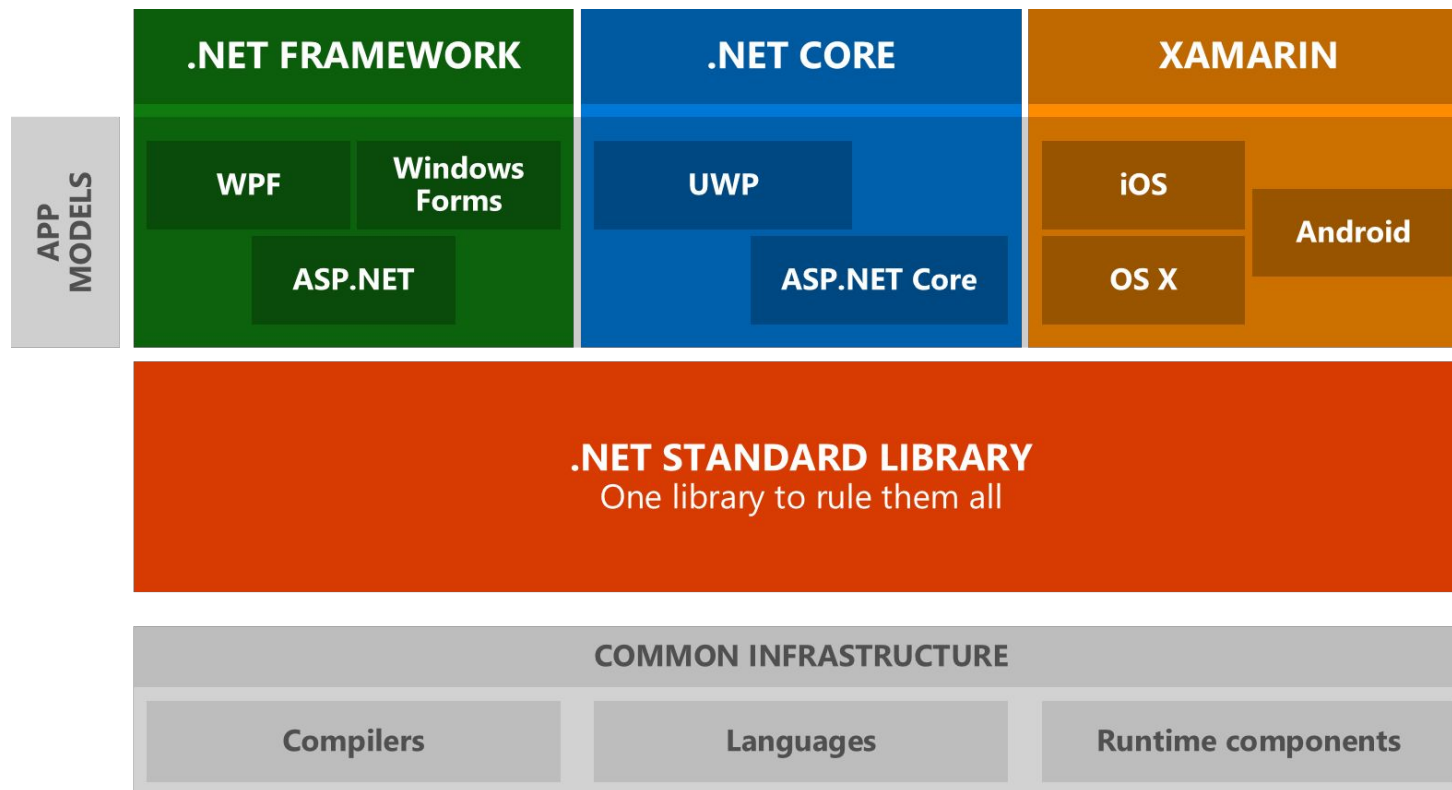 .NET FRAMEWORK
.NET CORE
XAMARIN
APP
MODELS
WPF
Windows
Forms
ASP.NET
UWP
ASP.NET Core
iOS
OS X
Android
.NET STANDARD LIBRARY
One library to rule them all
COMMON INFRASTRUCTURE
Compilers
Languages
Runtime components